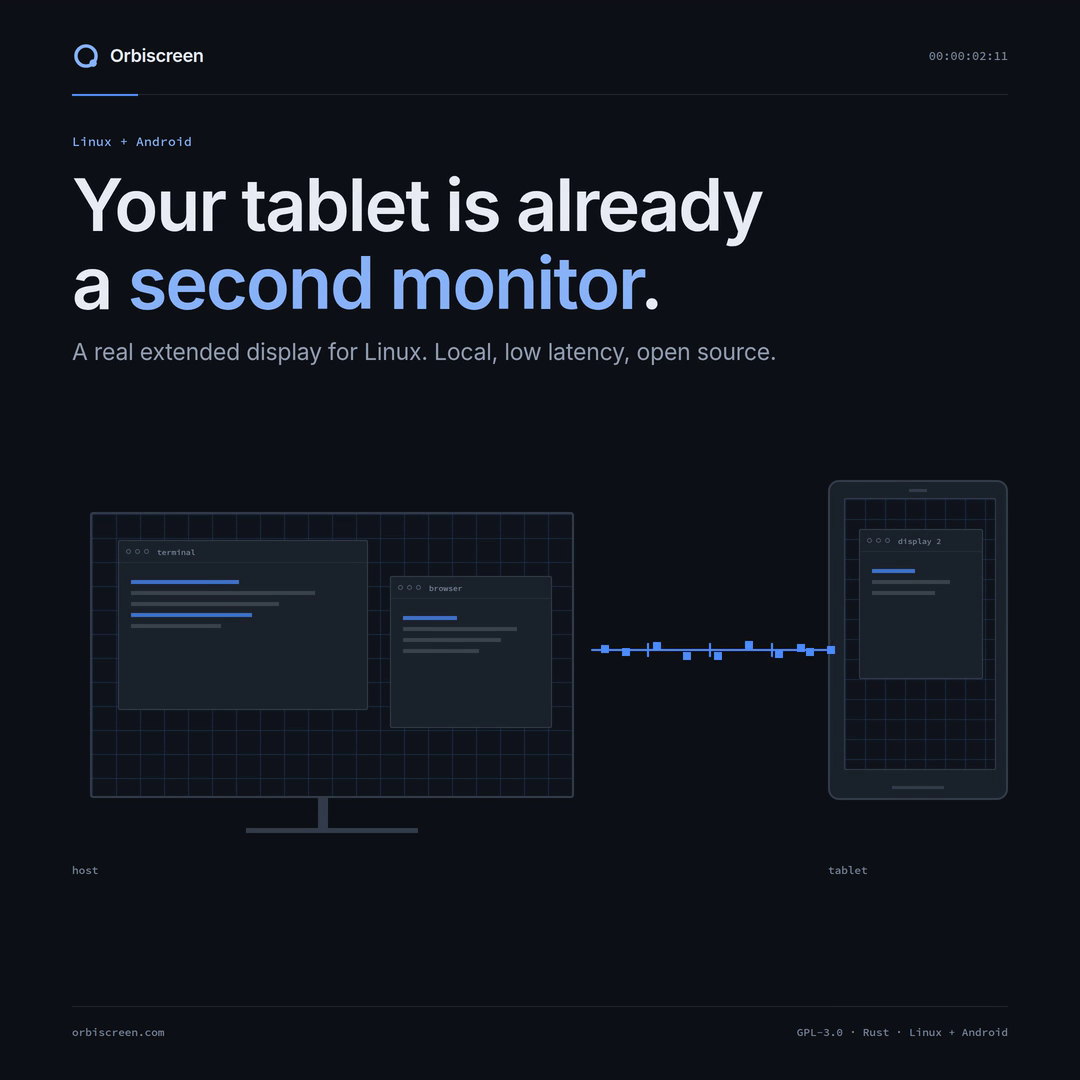 Orbiscreen
00:00:02:11
Linux + Android
Your tablet is already
a second monitor.
A real extended display for Linux. Local, low latency, open source.
terminal
browser
display 2
host
tablet
orbiscreen.com
GPL-3.0 · Rust · Linux + Android